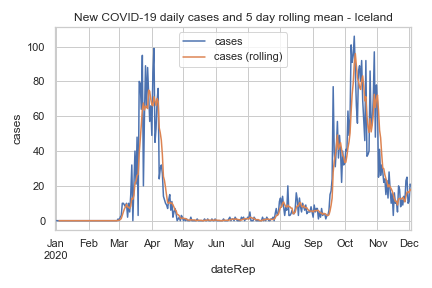 New COVID-19 daily cases and 5 day rolling mean - Iceland
cases
cases (rolling)
100
80
60
40
20
0
cases
Jan Feb Mar Apr May Jun Jul Aug Sep Oct Nov Dec
2020
dateRep